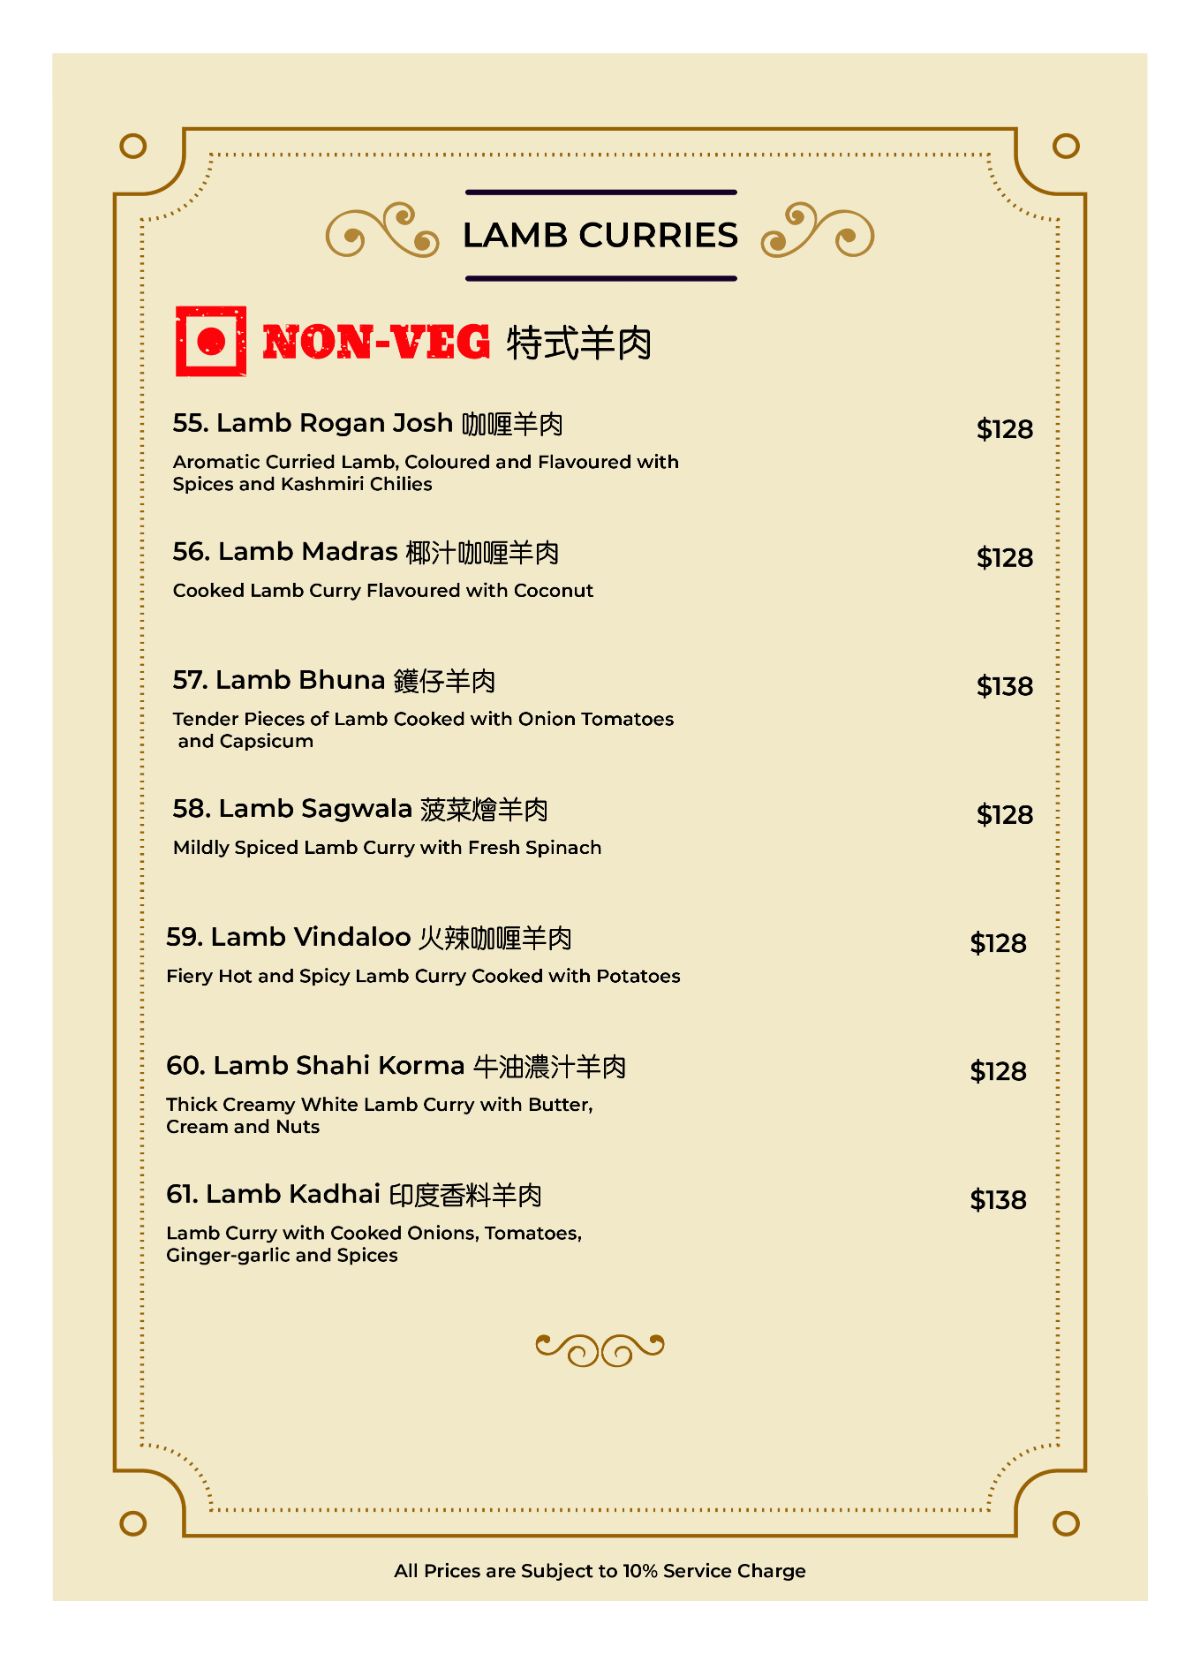 LAMB CURRIES
NON-VEG 特式羊肉
55. Lamb Rogan Josh 咖喱羊肉
$128
Aromatic Curried Lamb, Coloured and Flavoured with
Spices and Kashmiri Chilies
56. Lamb Madras 椰汁咖喱羊肉
$128
Cooked Lamb Curry Flavoured with Coconut
57. Lamb Bhuna 鑊仔羊肉
$138
Tender Pieces of Lamb Cooked with Onion Tomatoes
and Capsicum
58. Lamb Sagwala 菠菜燴羊肉
$128
Mildly Spiced Lamb Curry with Fresh Spinach
59. Lamb Vindaloo 火辣咖喱羊肉
$128
Fiery Hot and Spicy Lamb Curry Cooked with Potatoes
60. Lamb Shahi Korma 牛油濃汁羊肉
$128
Thick Creamy White Lamb Curry with Butter,
Cream and Nuts
61. Lamb Kadhai 印度香料羊肉
$138
Lamb Curry with Cooked Onions, Tomatoes,
Ginger-garlic and Spices
All Prices are Subject to 10% Service Charge